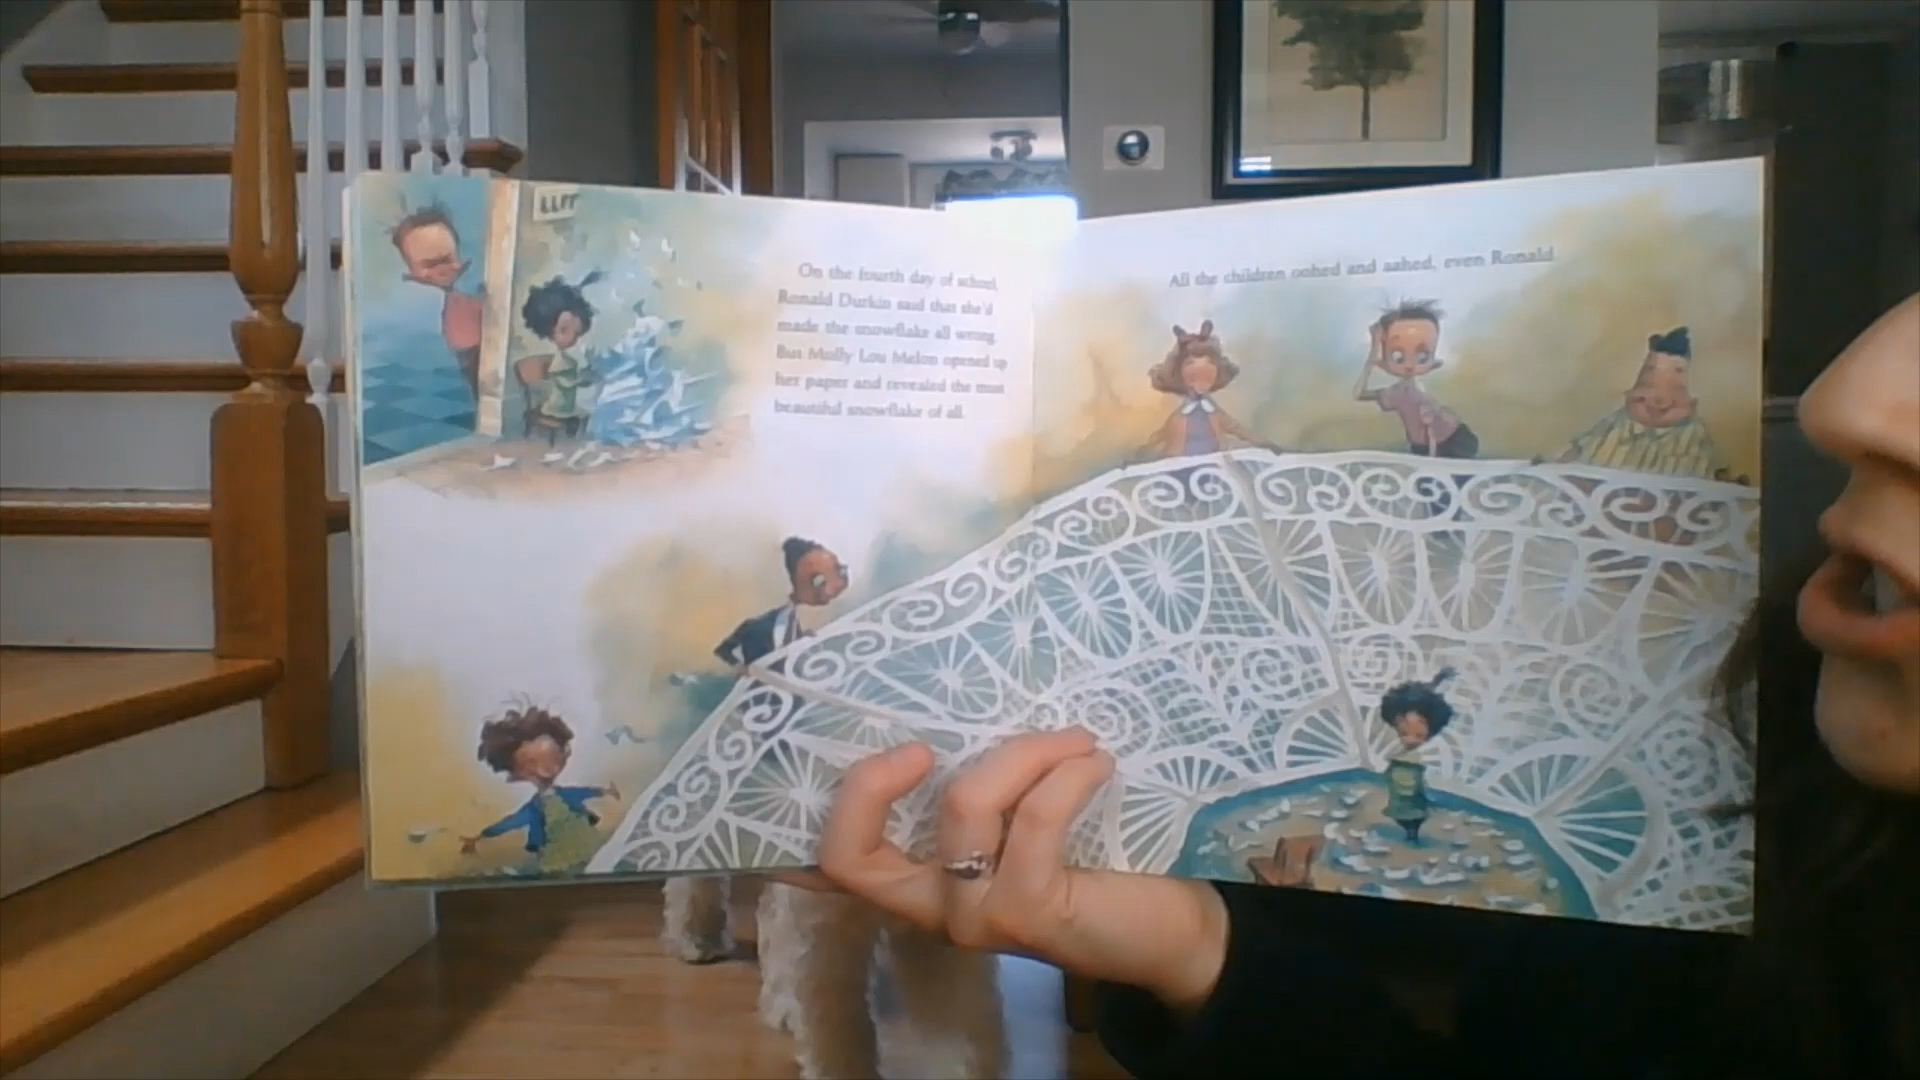 On the fourth day of school,
Ronald Durkin said that she'd
made the snowflake all wrong.
But Molly Lou Melon opened up
her paper and revealed the most
beautiful snowflake of all.
All the children oohed and aahed, even Ronald.